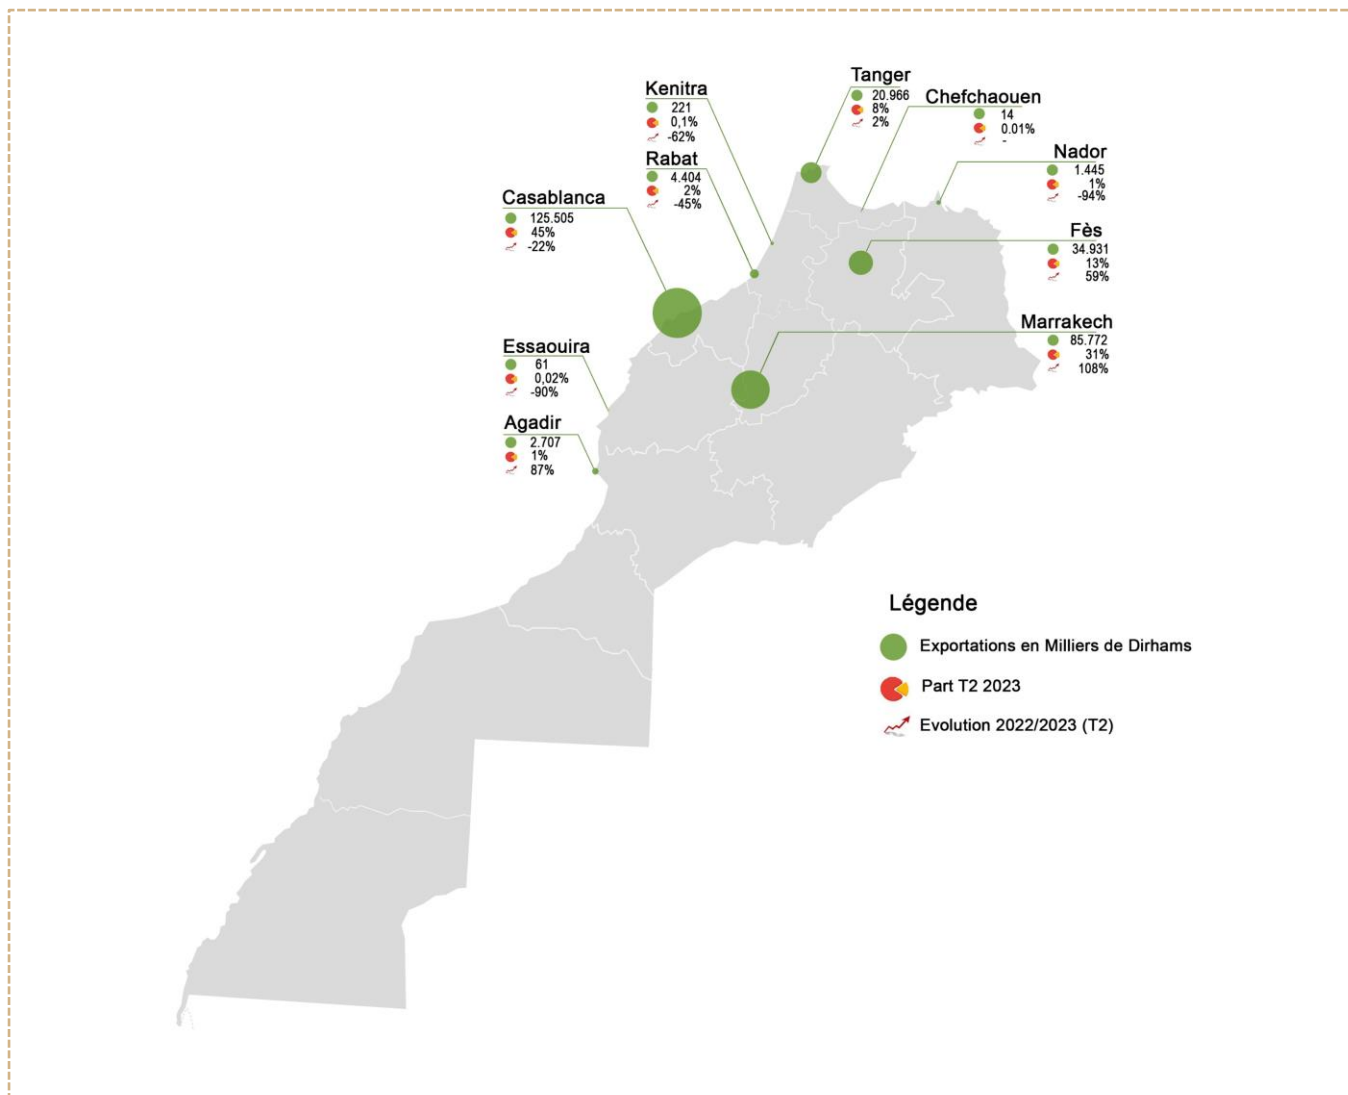 Tanger
20.966
8%
2%
Kenitra
221
0,1%
-62%
Chefchaouen
14
0.01%
-
Rabat
4.404
2%
-45%
Nador
1.445
1%
-94%
Casablanca
125.505
45%
-22%
Fès
34.931
13%
59%
Marrakech
85.772
31%
108%
Essaouira
61
0,02%
-90%
Agadir
2.707
1%
87%
Légende
Exportations en Milliers de Dirhams
Part T2 2023
Evolution 2022/2023 (T2)